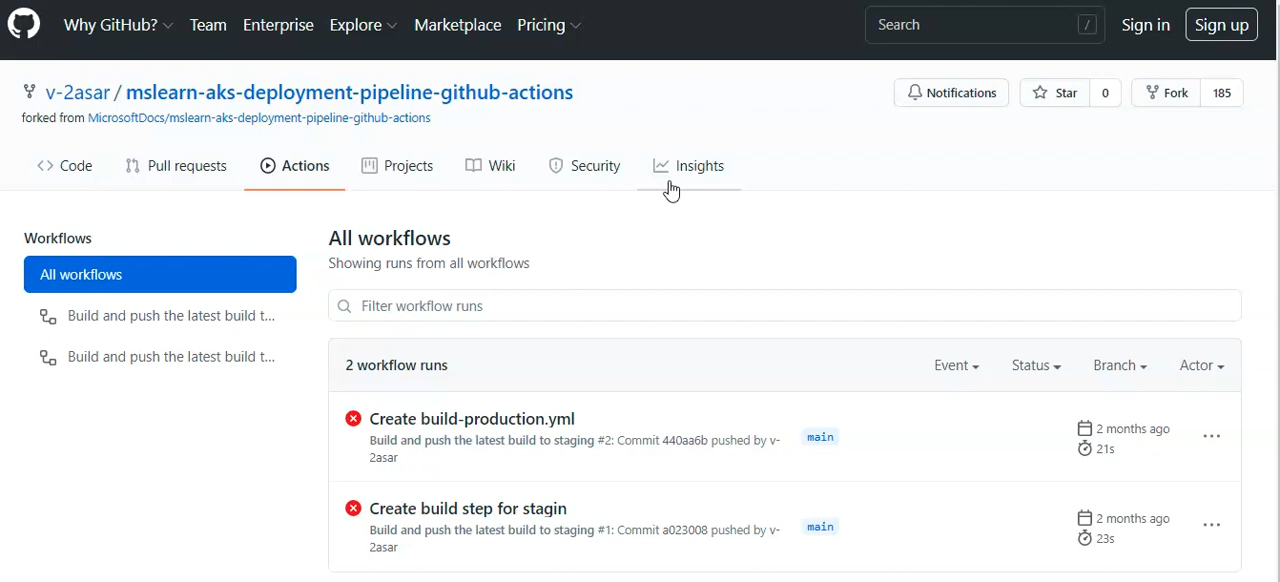 Why GitHub? Team Enterprise Explore Marketplace Pricing Search / Sign in Sign up
v-2asar / mslearn-aks-deployment-pipeline-github-actions Notifications Star 0 Fork 185
forked from MicrosoftDocs/mslearn-aks-deployment-pipeline-github-actions
Code Pull requests Actions Projects Wiki Security Insights
Workflows
All workflows
Build and push the latest build t...
Build and push the latest build t...
All workflows
Showing runs from all workflows
Filter workflow runs
2 workflow runs Event Status Branch Actor
Create build-production.yml
Build and push the latest build to staging #2: Commit 440aa6b pushed by v-
2asar
main
2 months ago
21s
Create build step for stagin
Build and push the latest build to staging #1: Commit a023008 pushed by v-
2asar
main
2 months ago
23s